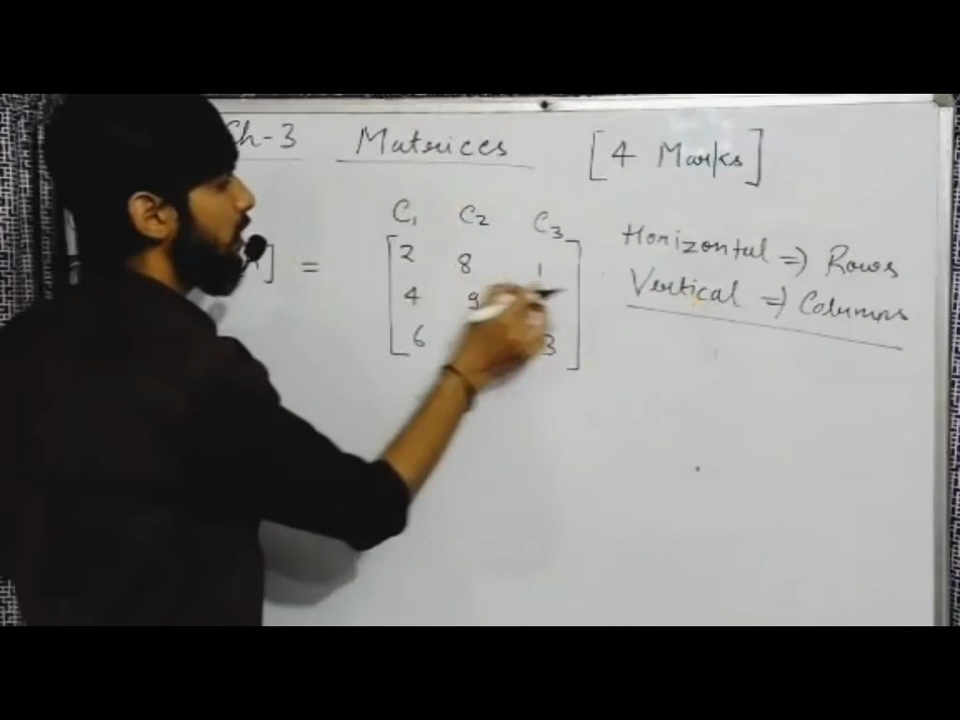 Ch-3 Matrices [4 Marks]
C₁ C₂ C₃
] = [2 8 1
4 9
6 3]
Horizontal => Rows
Vertical => Columns